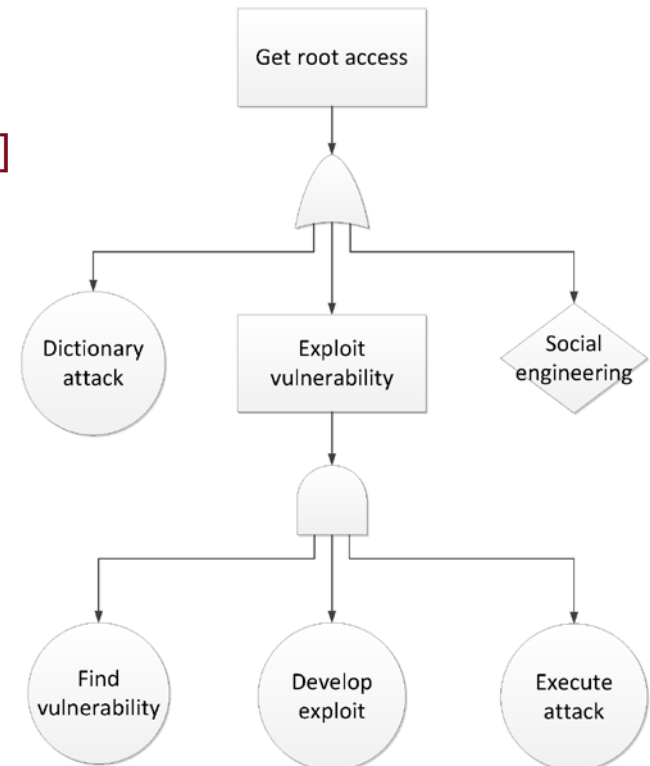 Get root access
]
Dictionary
attack
Exploit
vulnerability
Social
engineering
Find
vulnerability
Develop
exploit
Execute
attack